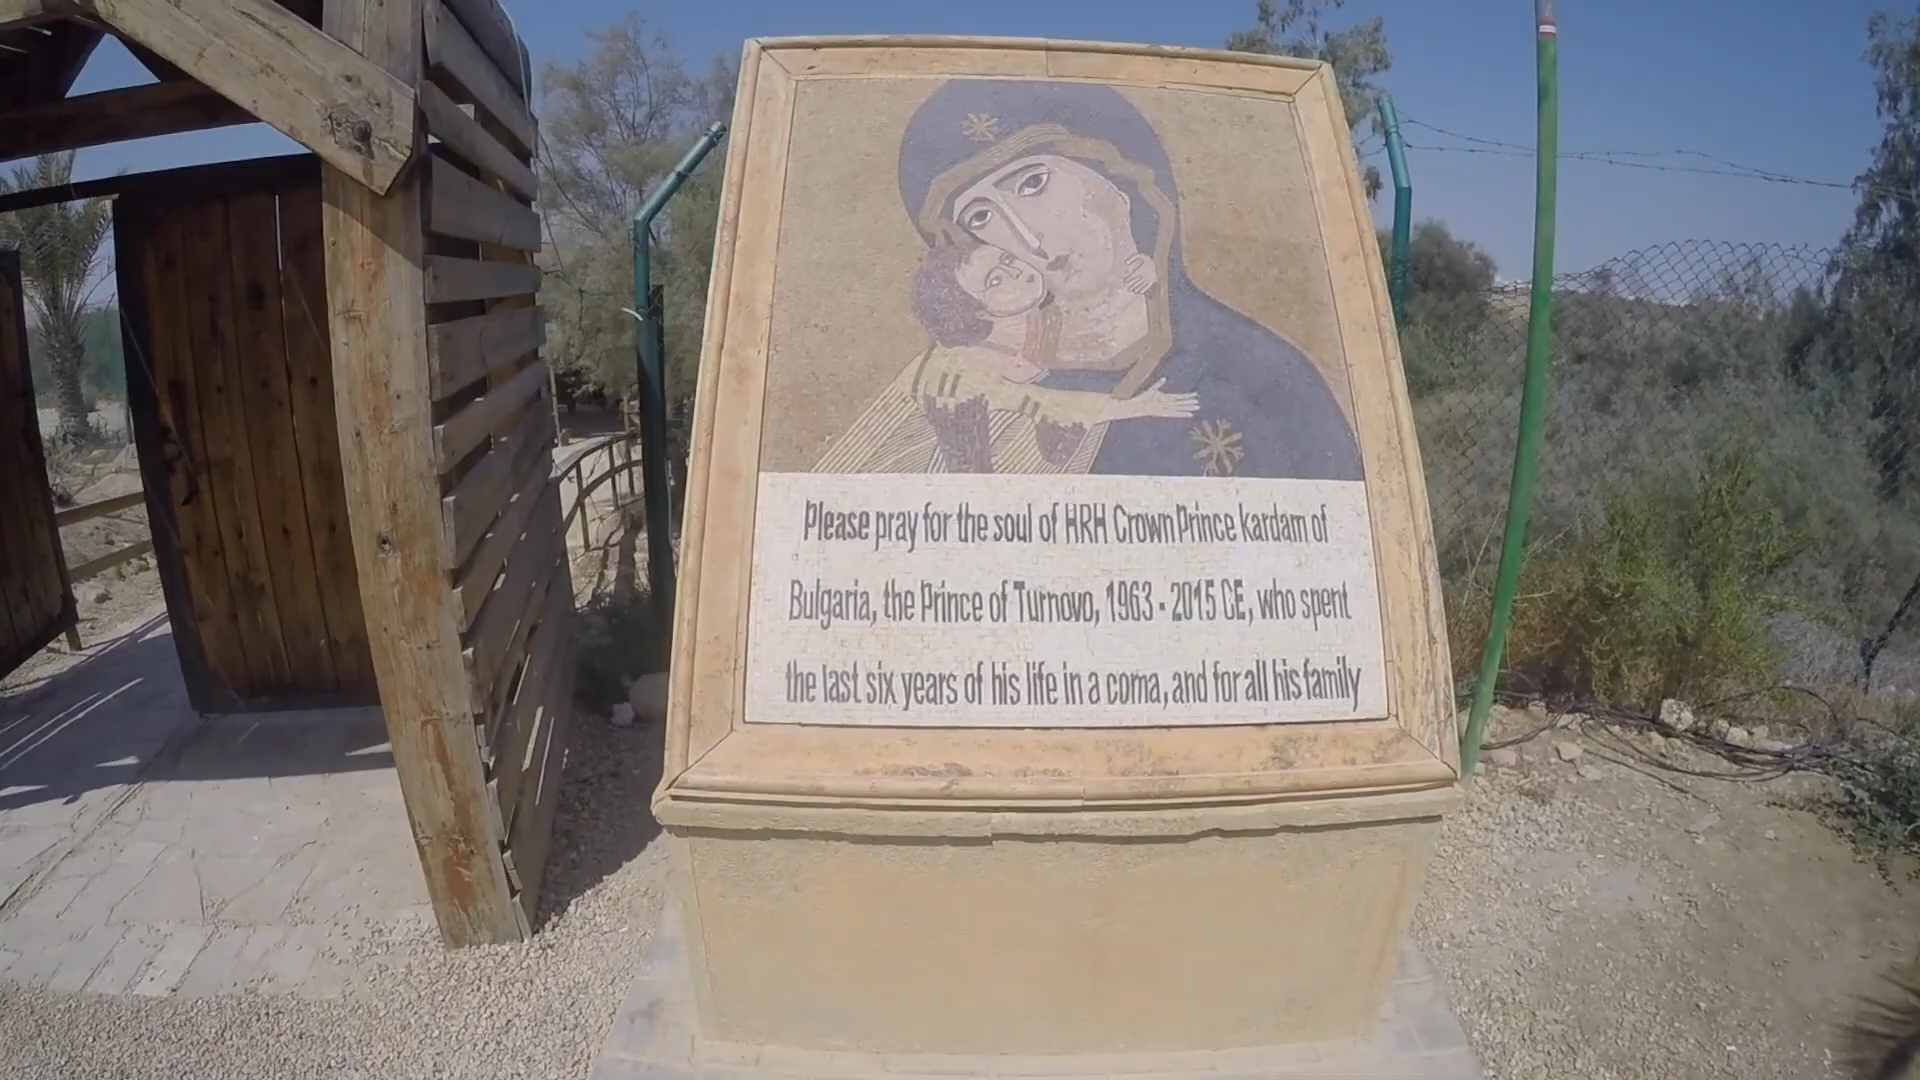 Please pray for the soul of HRH Crown Prince Kardam of
Bulgaria, the Prince of Turnovo, 1963 - 2015 CE, who spent
the last six years of his life in a coma, and for all his family